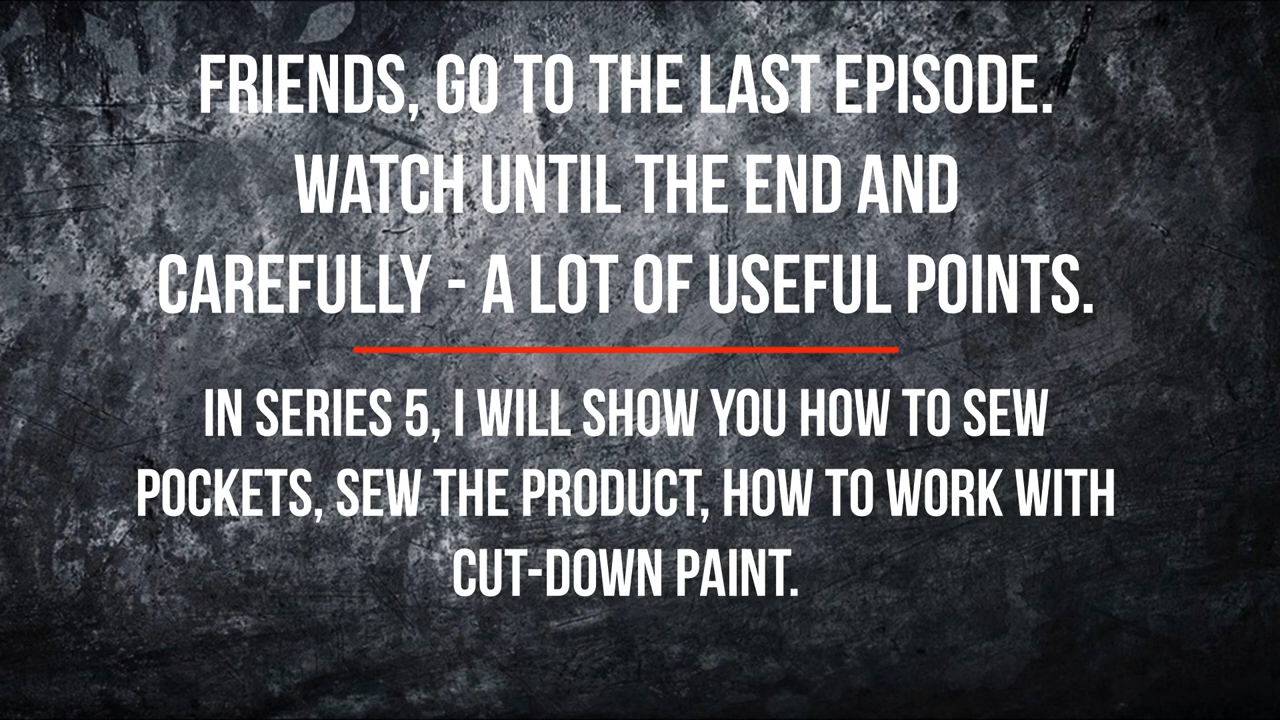 FRIENDS, GO TO THE LAST EPISODE.
WATCH UNTIL THE END AND
CAREFULLY - A LOT OF USEFUL POINTS.
IN SERIES 5, I WILL SHOW YOU HOW TO SEW
POCKETS, SEW THE PRODUCT, HOW TO WORK WITH
CUT-DOWN PAINT.